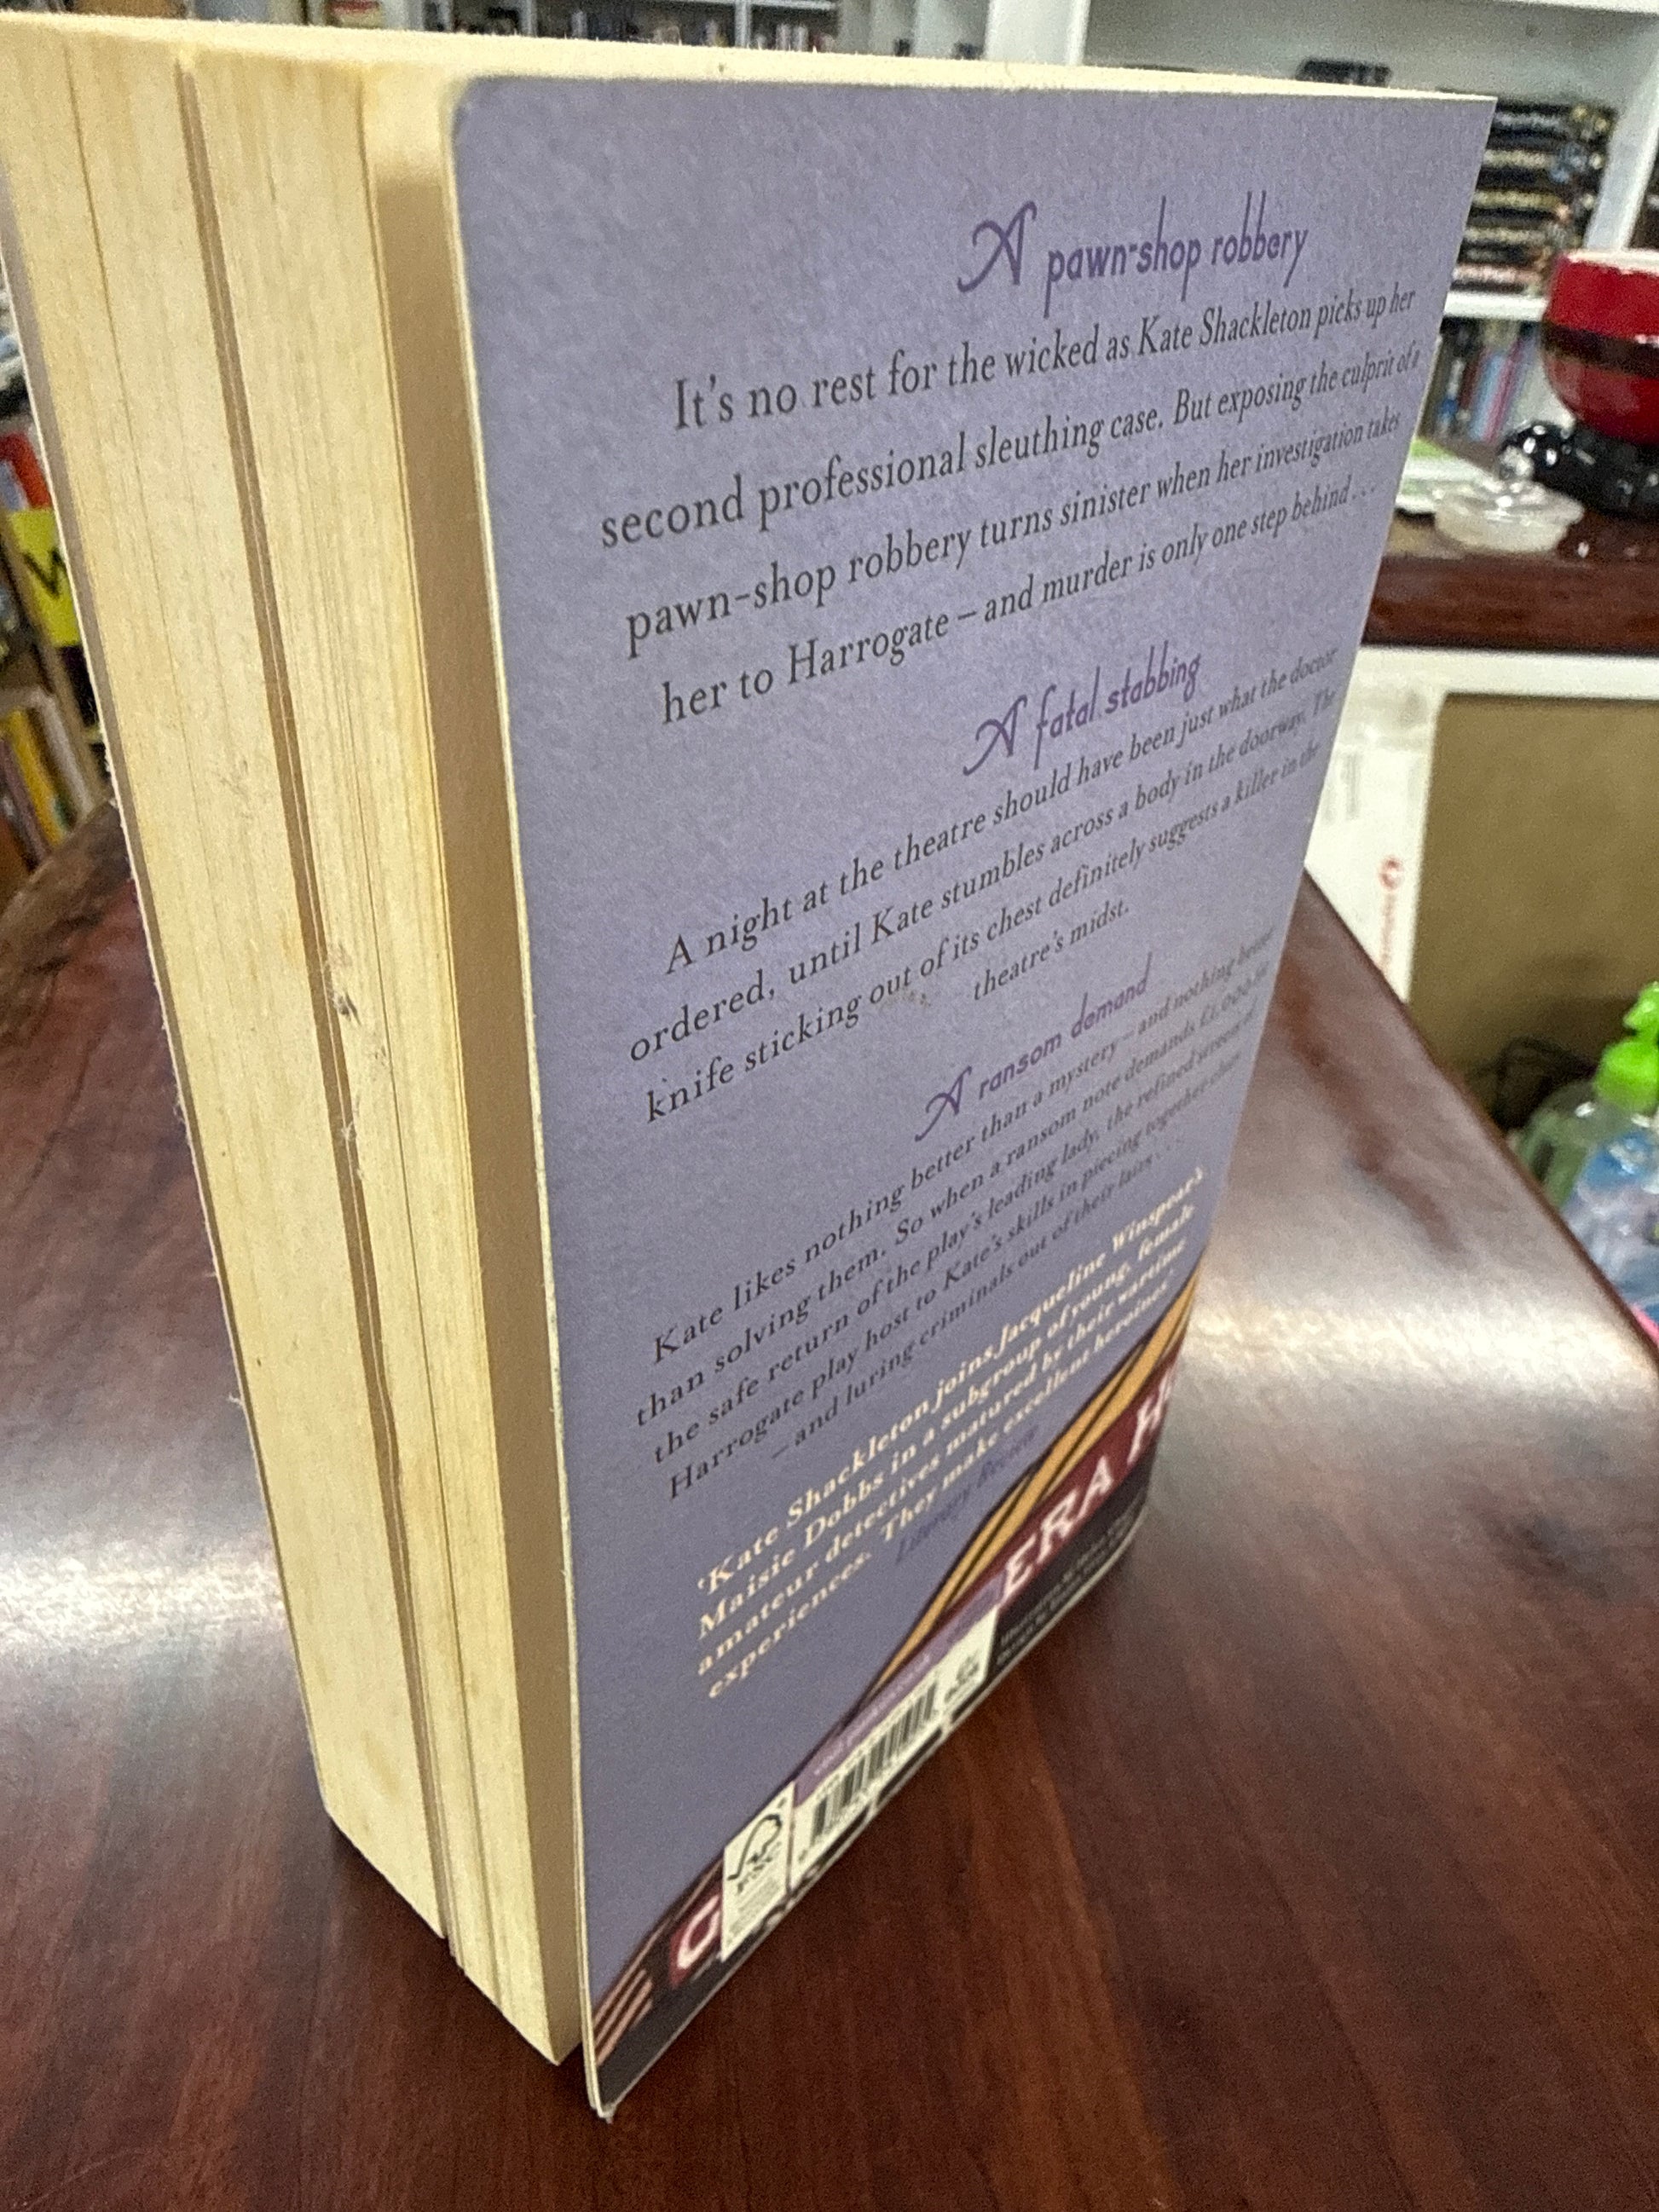 A pawn-shop robbery
It's no rest for the wicked as Kate Shackleton picks up her
second professional sleuthing case. But exposing the culprit of a
pawn-shop robbery turns sinister when her investigation takes
her to Harrogate – and murder is only one step behind...
A fatal stabbing
A night at the theatre should have been just what the doctor
ordered, until Kate stumbles across a body in the doorway. The
knife sticking out of its chest definitely suggests a killer in the
theatre's midst.
A ransom demand
Kate likes nothing better than a mystery – and nothing better
than solving them. So when a ransom note demands £1,000 for
the safe return of the play's leading lady, the refined streets of
Harrogate play host to Kate's skills in piecing together clues
– and luring criminals out of their lairs ...
'Kate Shackleton joins Jacqueline Winspear's
Maisie Dobbs in a subgroup of young, female
amateur detectives matured by their wartime
experiences. They make excellent heroines'
Literary Review
ERA H
FSC
C